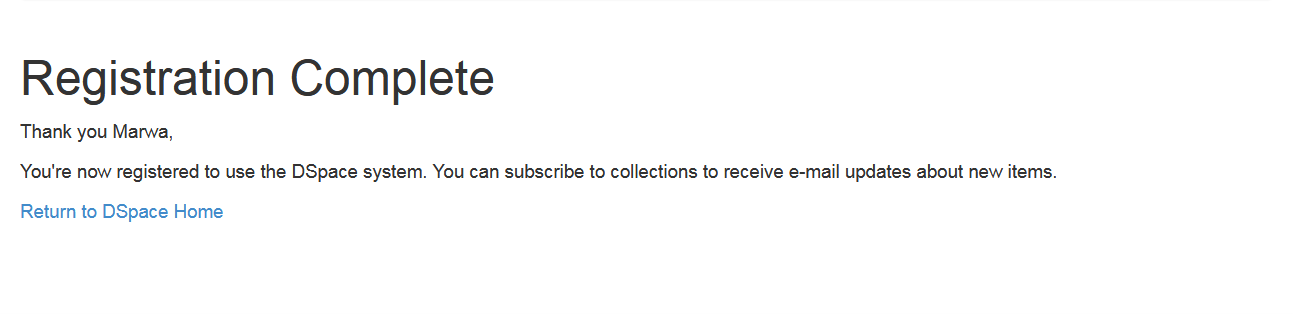 Registration Complete
Thank you Marwa,
You're now registered to use the DSpace system. You can subscribe to collections to receive e-mail updates about new items.
Return to DSpace Home